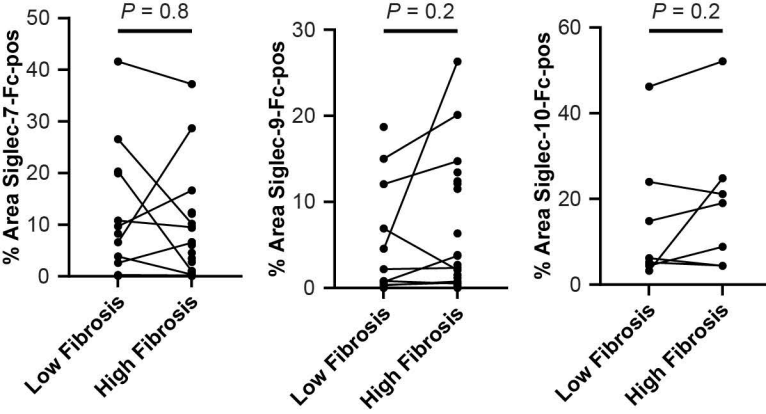 P = 0.8
% Area Siglec-7-Fc-pos
50
40
30
20
10
0
Low Fibrosis
High Fibrosis
P = 0.2
% Area Siglec-9-Fc-pos
30
20
10
0
Low Fibrosis
High Fibrosis
P = 0.2
% Area Siglec-10-Fc-pos
60
40
20
0
Low Fibrosis
High Fibrosis